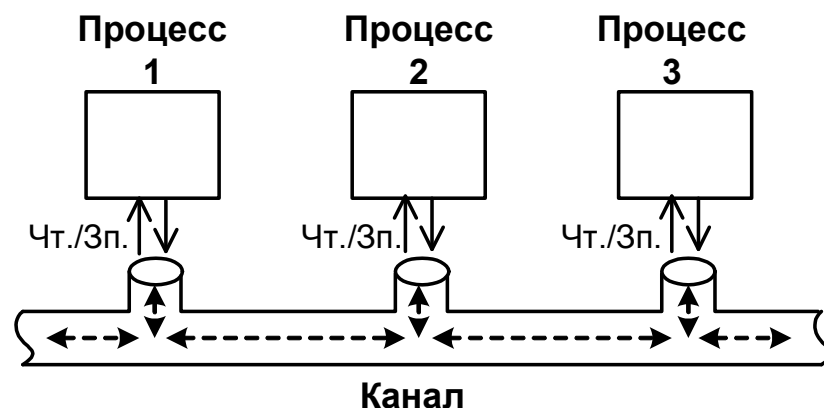 Процесс Процесс Процесс
1 2 3
Чт./Зп. Чт./Зп. Чт./Зп.
Канал